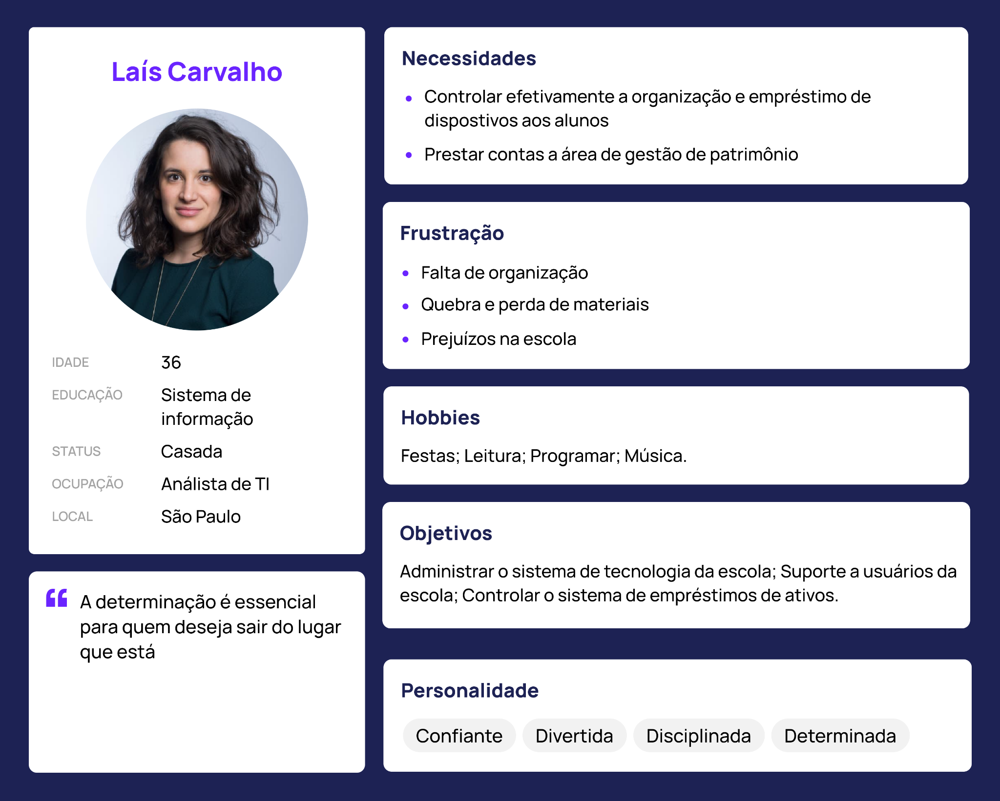 Laís Carvalho
IDADE 36
EDUCAÇÃO Sistema de
informação
STATUS Casada
OCUPAÇÃO Análista de TI
LOCAL São Paulo
“ A determinação é essencial
para quem deseja sair do lugar
que está
Necessidades
• Controlar efetivamente a organização e empréstimo de
dispostivos aos alunos
• Prestar contas a área de gestão de patrimônio
Frustração
• Falta de organização
• Quebra e perda de materiais
• Prejuízos na escola
Hobbies
Festas; Leitura; Programar; Música.
Objetivos
Administrar o sistema de tecnologia da escola; Suporte a usuários da
escola; Controlar o sistema de empréstimos de ativos.
Personalidade
Confiante Divertida Disciplinada Determinada